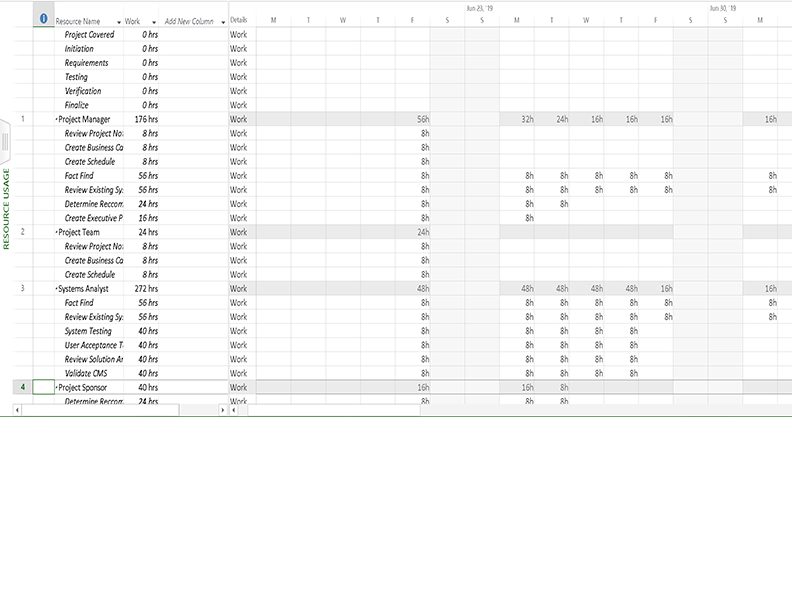 Jun 23, '19 Jun 30, '19
Resource Name Work Add New Column Details M T W T F S S M T W T F S S M
Project Covered 0 hrs Work
Initiation 0 hrs Work
Requirements 0 hrs Work
Testing 0 hrs Work
Verification 0 hrs Work
Finalize 0 hrs Work
1 Project Manager 176 hrs Work 56h 32h 24h 16h 16h 16h 16h
Review Project No 8 hrs Work 8h
Create Business Ca 8 hrs Work 8h
Create Schedule 8 hrs Work 8h
Fact Find 56 hrs Work 8h 8h 8h 8h 8h 8h 8h
Review Existing Sy. 56 hrs Work 8h 8h 8h 8h 8h 8h 8h
Determine Reccom 24 hrs Work 8h 8h 8h
Create Executive P 16 hrs Work 8h 8h
2 Project Team 24 hrs Work 24h
Review Project No 8 hrs Work 8h
Create Business Ca 8 hrs Work 8h
Create Schedule 8 hrs Work 8h
3 Systems Analyst 272 hrs Work 48h 48h 48h 48h 48h 16h 16h
Fact Find 56 hrs Work 8h 8h 8h 8h 8h 8h 8h
Review Existing Sy. 56 hrs Work 8h 8h 8h 8h 8h 8h 8h
System Testing 40 hrs Work 8h 8h 8h 8h 8h
User Acceptance T 40 hrs Work 8h 8h 8h 8h 8h
Review Solution Ar 40 hrs Work 8h 8h 8h 8h 8h
Validate CMS 40 hrs Work 8h 8h 8h 8h 8h
4 Project Sponsor 40 hrs Work 16h 16h 8h
Determine Reccom 24 hrs Work 8h 8h 8h
RESOURCE USAGE